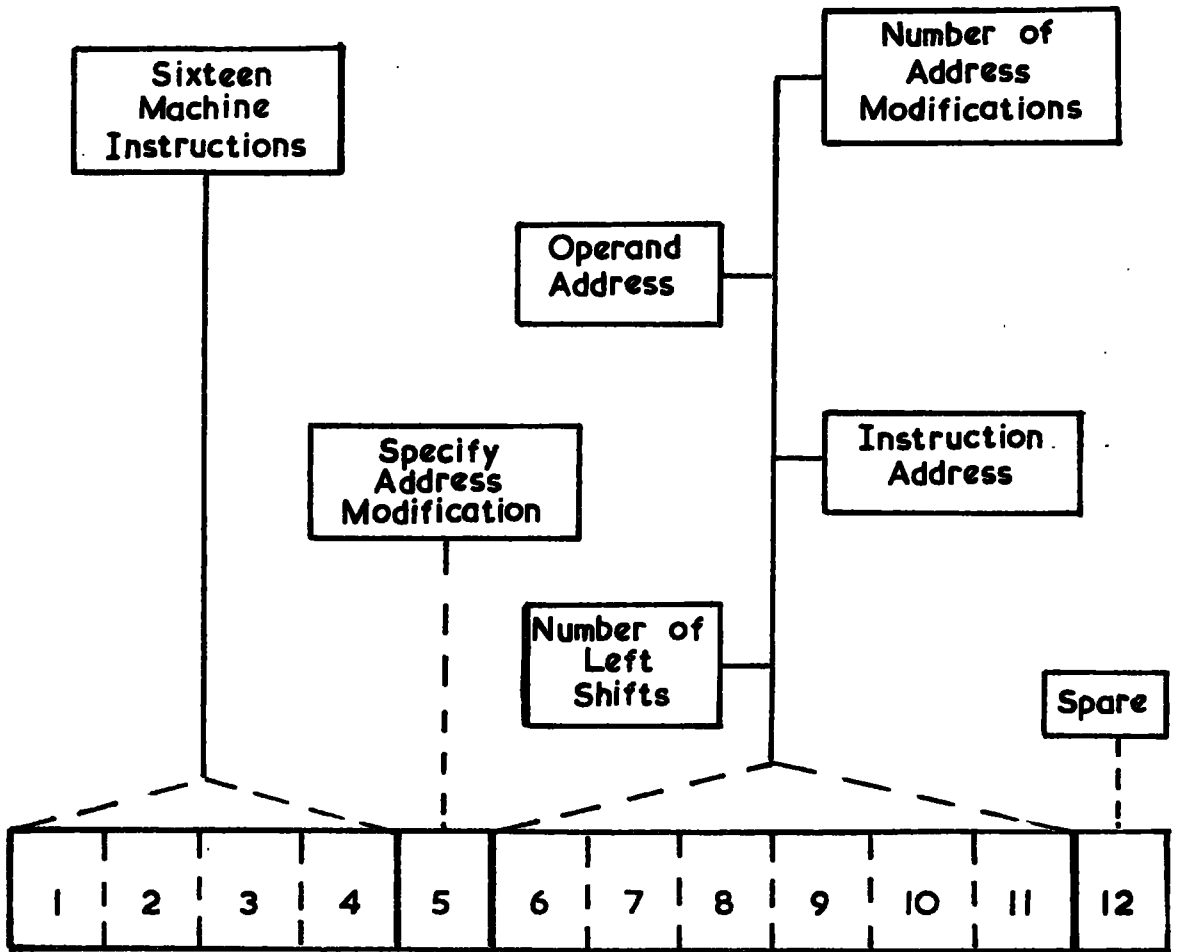 Sixteen
Machine
Instructions
Number of
Address
Modifications
Operand
Address
Specify
Address
Modification
Instruction
Address
Number of
Left
Shifts
Spare
1 2 3 4 5 6 7 8 9 10 11 12